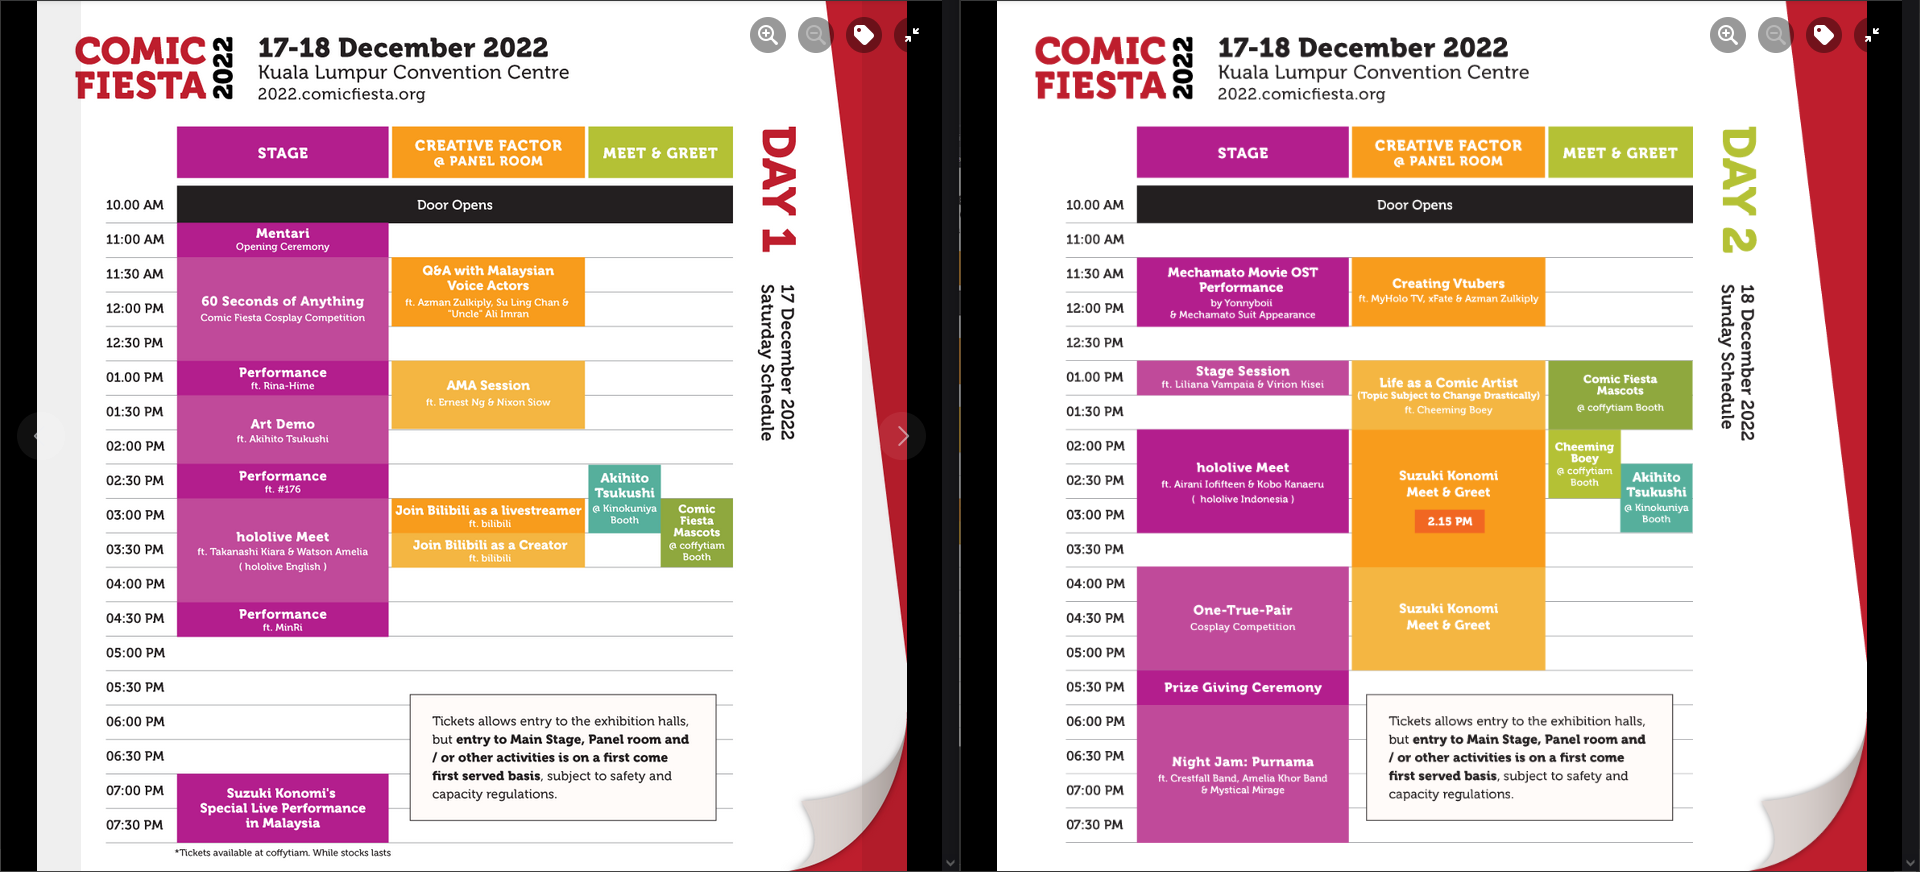 COMIC
FIESTA
2022
17-18 December 2022
Kuala Lumpur Convention Centre
2022.comicfiesta.org
STAGE
CREATIVE FACTOR
@ PANEL ROOM
MEET & GREET
DAY 1
17 December 2022
Saturday Schedule
10.00 AM
Door Opens
11:00 AM
Mentari
Opening Ceremony
11:30 AM
12:00 PM
12:30 PM
60 Seconds of Anything
Comic Fiesta Cosplay Competition
Q&A with Malaysian
Voice Actors
ft. Azman Zulkiply, Su Ling Chan &
"Uncle" Ali Imran
01.00 PM
Performance
ft. Rina-Hime
AMA Session
ft. Ernest Ng & Nixon Siow
01:30 PM
02:00 PM
Art Demo
ft. Akihito Tsukushi
02:30 PM
Performance
ft. #176
Akihito
Tsukushi
@ Kinokuniya
Booth
03:00 PM
Join Bilibili as a livestreamer
ft. bilibili
Comic
Fiesta
Mascots
@ coffytiam
Booth
03:30 PM
hololive Meet
ft. Takanashi Kiara & Watson Amelia
( hololive English )
Join Bilibili as a Creator
ft. bilibili
04:00 PM
04:30 PM
Performance
ft. MinRi
05:00 PM
05:30 PM
06:00 PM
06:30 PM
07:00 PM
07:30 PM
Suzuki Konomi's
Special Live Performance
in Malaysia
Tickets allows entry to the exhibition halls,
but entry to Main Stage, Panel room and
/ or other activities is on a first come
first served basis, subject to safety and
capacity regulations.
*Tickets available at coffytiam. While stocks lasts
COMIC
FIESTA
2022
17-18 December 2022
Kuala Lumpur Convention Centre
2022.comicfiesta.org
STAGE
CREATIVE FACTOR
@ PANEL ROOM
MEET & GREET
DAY 2
18 December 2022
Sunday Schedule
10.00 AM
Door Opens
11:00 AM
11:30 AM
12:00 PM
Mechamato Movie OST
Performance
by Yonnyboii
& Mechamato Suit Appearance
Creating Vtubers
ft. MyHolo TV, xFate & Azman Zulkiply
12:30 PM
01.00 PM
Stage Session
ft. Liliana Vampaia & Virion Kisei
Life as a Comic Artist
(Topic Subject to Change Drastically)
ft. Cheeming Boey
Comic Fiesta
Mascots
@ coffytiam Booth
01:30 PM
02:00 PM
02:30 PM
03:00 PM
hololive Meet
ft. Airani Iofifteen & Kobo Kanaeru
( hololive Indonesia )
Suzuki Konomi
Meet & Greet
2.15 PM
Cheeming
Boey
@ coffytiam
Booth
Akihito
Tsukushi
@ Kinokuniya
Booth
03:30 PM
04:00 PM
04:30 PM
05:00 PM
One-True-Pair
Cosplay Competition
Suzuki Konomi
Meet & Greet
05:30 PM
Prize Giving Ceremony
06:00 PM
06:30 PM
07:00 PM
07:30 PM
Night Jam: Purnama
ft. Crestfall Band, Amelia Khor Band
& Mystical Mirage
Tickets allows entry to the exhibition halls,
but entry to Main Stage, Panel room and
/ or other activities is on a first come
first served basis, subject to safety and
capacity regulations.